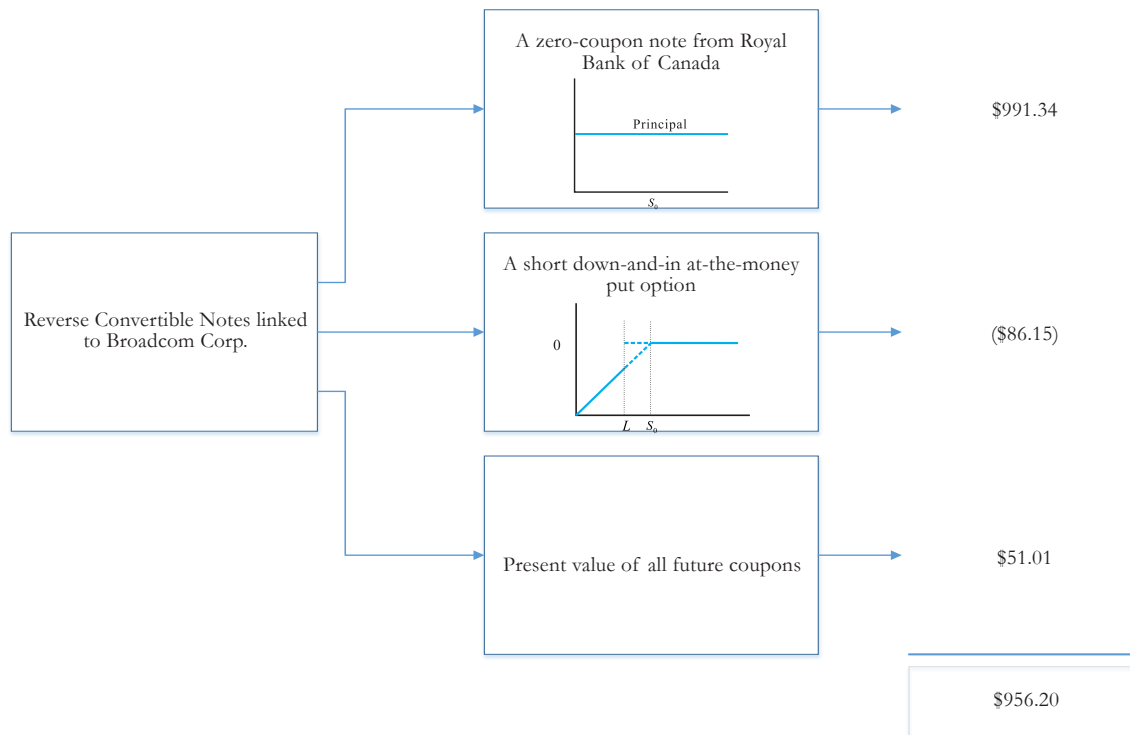 A zero-coupon note from Royal
Bank of Canada
Principal
S₀
$991.34
Reverse Convertible Notes linked
to Broadcom Corp.
A short down-and-in at-the-money
put option
0
L S₀
($86.15)
Present value of all future coupons
$51.01
$956.20